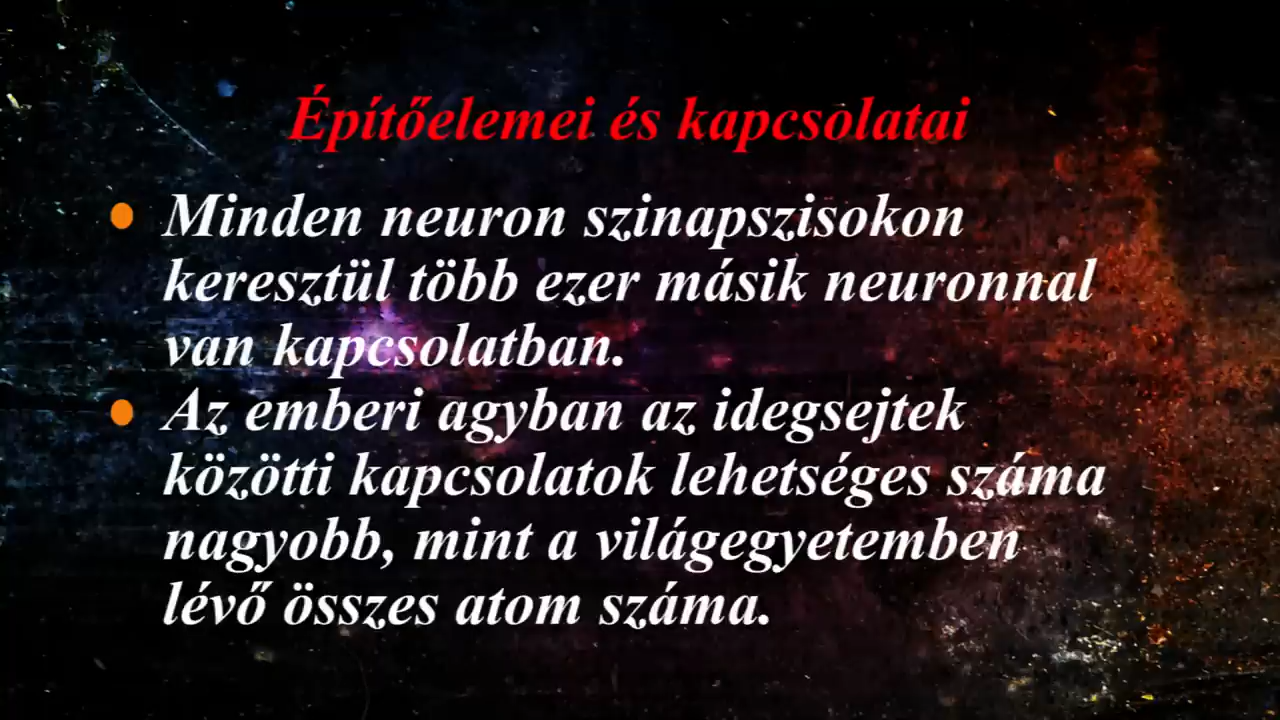 Építőelemei és kapcsolatai
• Minden neuron szinapszisokon
keresztül több ezer másik neuronnal
van kapcsolatban.
• Az emberi agyban az idegsejtek
közötti kapcsolatok lehetséges száma
nagyobb, mint a világegyetemben
lévő összes atom száma.